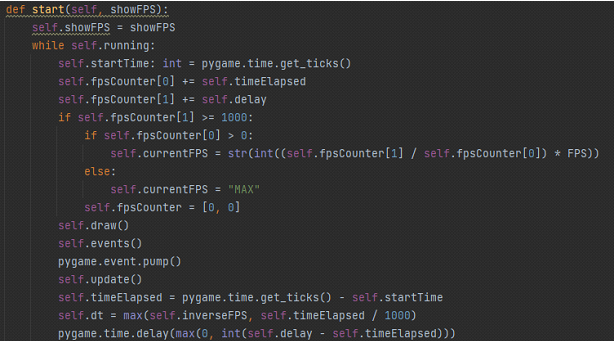 def start(self, showFPS):
    self.showFPS = showFPS
    while self.running:
        self.startTime: int = pygame.time.get_ticks()
        self.fpsCounter[0] += self.timeElapsed
        self.fpsCounter[1] += self.delay
        if self.fpsCounter[1] >= 1000:
            if self.fpsCounter[0] > 0:
                self.currentFPS = str(int((self.fpsCounter[1] / self.fpsCounter[0]) * FPS))
            else:
                self.currentFPS = "MAX"
            self.fpsCounter = [0, 0]
        self.draw()
        self.events()
        pygame.event.pump()
        self.update()
        self.timeElapsed = pygame.time.get_ticks() - self.startTime
        self.dt = max(self.inverseFPS, self.timeElapsed / 1000)
        pygame.time.delay(max(0, int(self.delay - self.timeElapsed)))